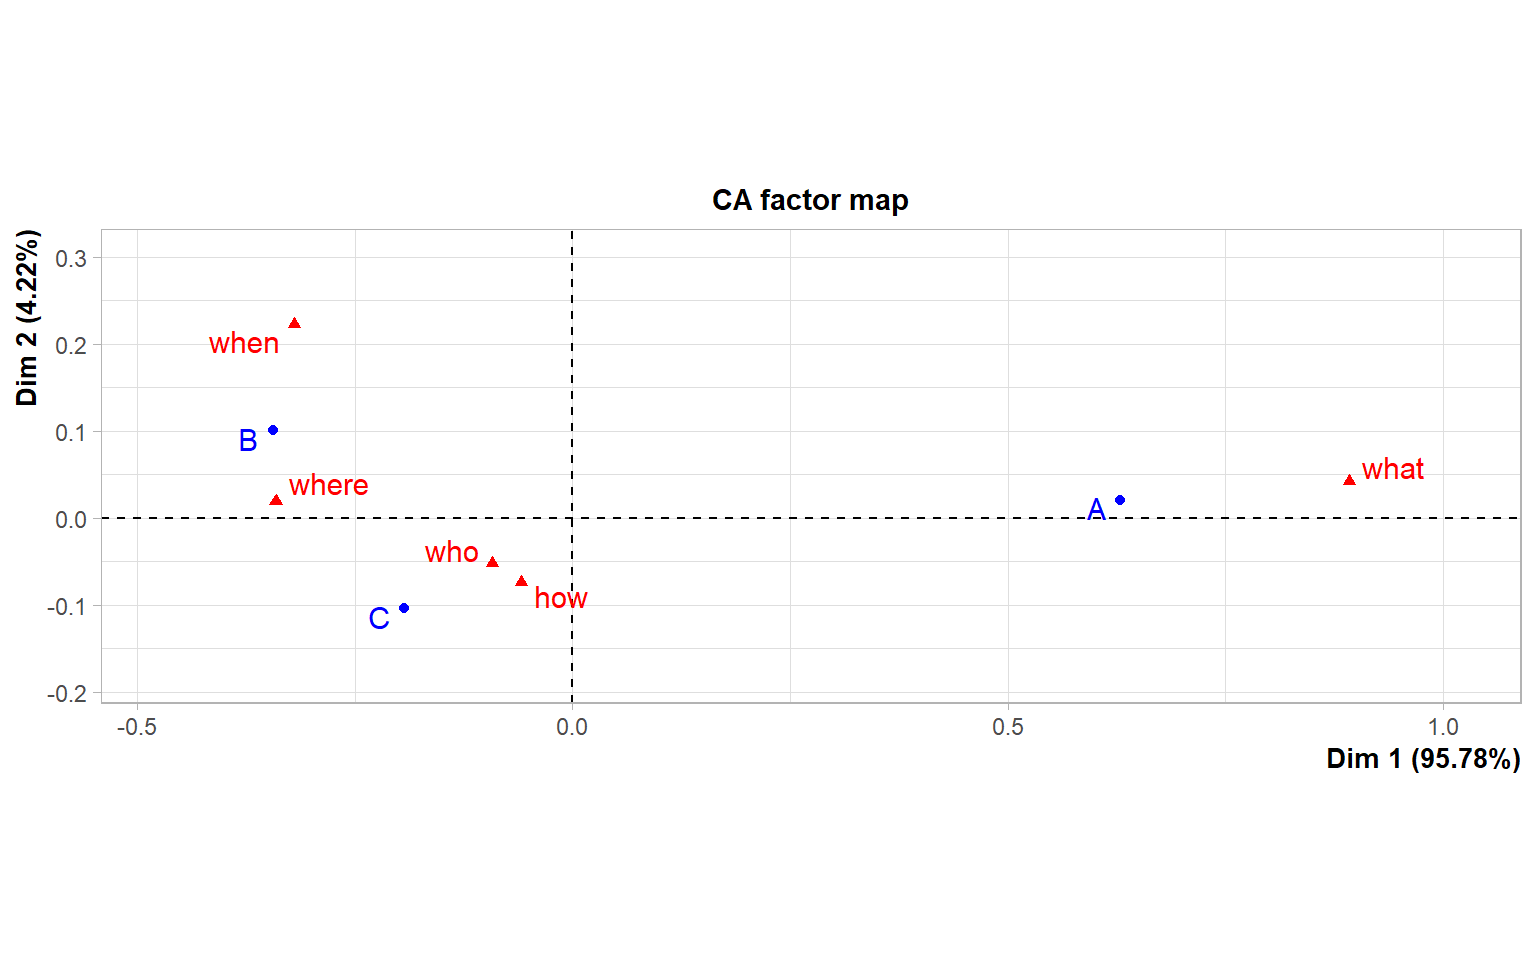 CA factor map
Dim 2 (4.22%)
0.3
0.2
0.1
0.0
-0.1
-0.2
when
B
where
what
A
who
how
C
-0.5
0.0
0.5
1.0
Dim 1 (95.78%)